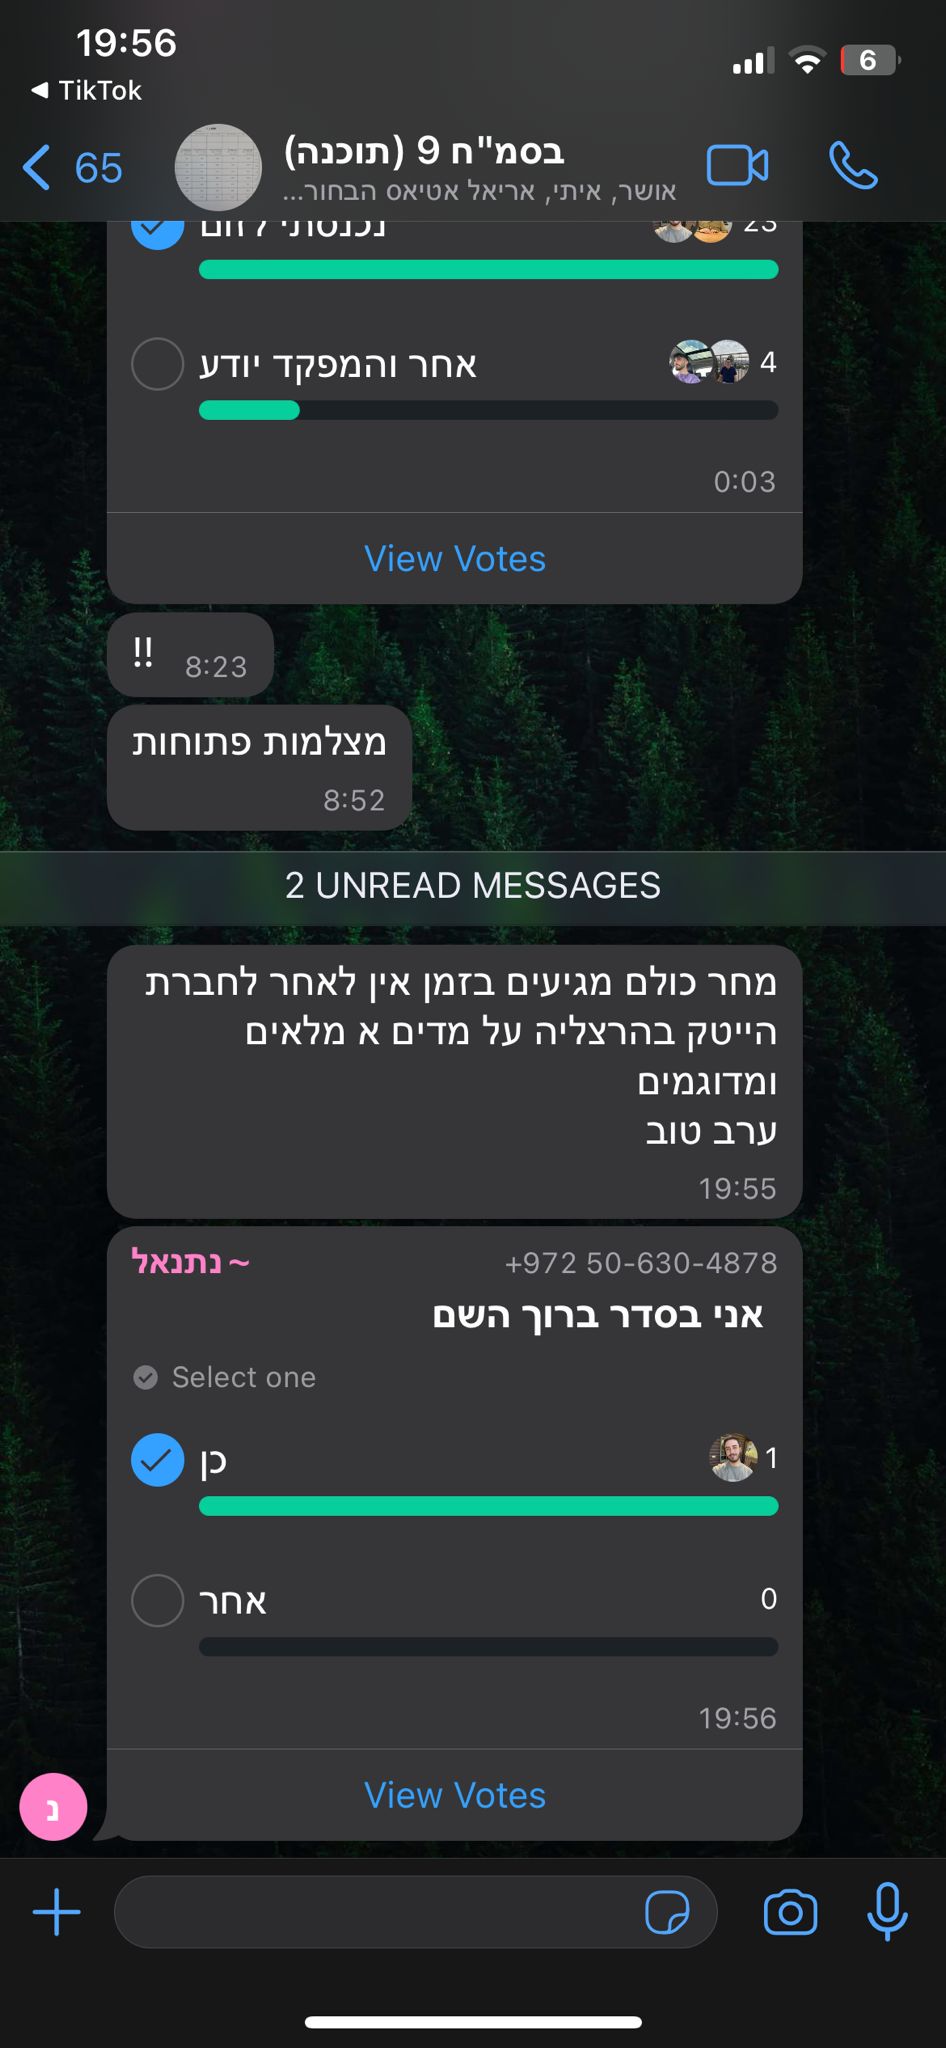 19:56
6
◀ TikTok
65
בסמ"ח 9 (תוכנה)
אושר, איתי, אריאל אטיאס הבחור...
נכנסתי לזום
23
אחר והמפקד יודע
4
0:03
View Votes
!!
8:23
מצלמות פתוחות
8:52
2 UNREAD MESSAGES
מחר כולם מגיעים בזמן אין לאחר לחברת
הייטק בהרצליה על מדים א מלאים
ומדוגמים
ערב טוב
19:55
~ נתנאל
+972 50-630-4878
אני בסדר ברוך השם
Select one
כן
1
אחר
0
19:56
View Votes
נ